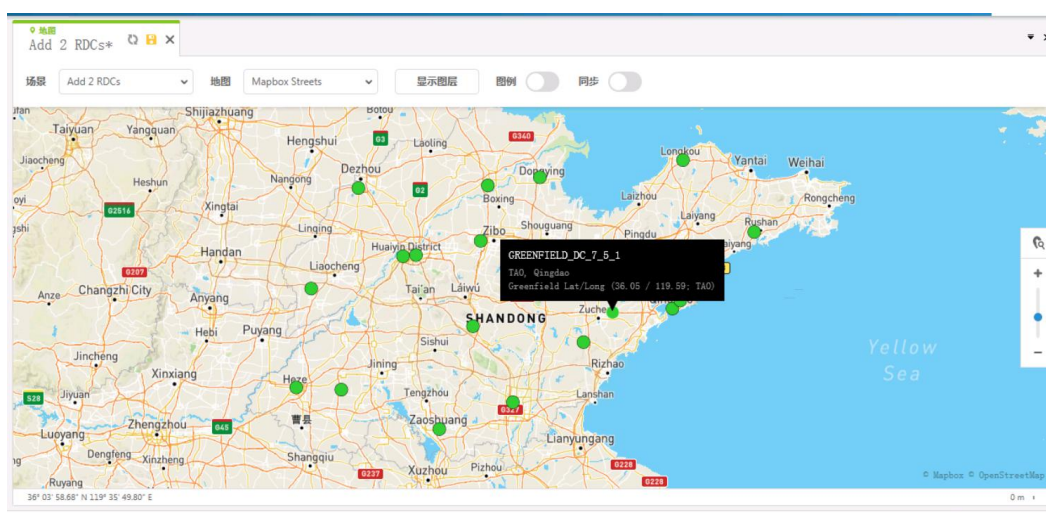 地图
Add 2 RDCs*
场景
Add 2 RDCs
地图
Mapbox Streets
显示图层
图例
同步
Shijiazhuang
Botou
Taiyuan
Yangquan
Hengshui
G3
Laoling
G340
Jiaocheng
Longkou
Yantai
Weihai
Heshun
Nangong
Dezhou
Dongying
G2
Boxing
Laizhou
Rongcheng
G2516
Xingtai
Laiyang
Rushan
Linqing
Zibo
Shouguang
Pingdu
Handan
Huaiyin District
GREENFIELD_DC_7_5_1
TAO, Qingdao
Greenfield Lat/Long (36.05 / 119.59; TAO)
G207
Liaocheng
Anze
Changzhi City
Anyang
Tai'an
Laiwu
SHANDONG
Zucheng
Hebi
Puyang
Sishui
Yellow
Sea
Jincheng
Jining
Rizhao
Xinxiang
Heze
Tengzhou
Lanshan
S28
Jiyuan
G327
曹县
Zaozhuang
Zhengzhou
G45
Luoyang
Lianyungang
Dengfeng
Xinzheng
Shangqiu
G237
Xuzhou
Pizhou
G228
Ruyang
G228
© Mapbox © OpenStreetMap
36° 03' 58.68" N 119° 35' 49.80" E
0 m